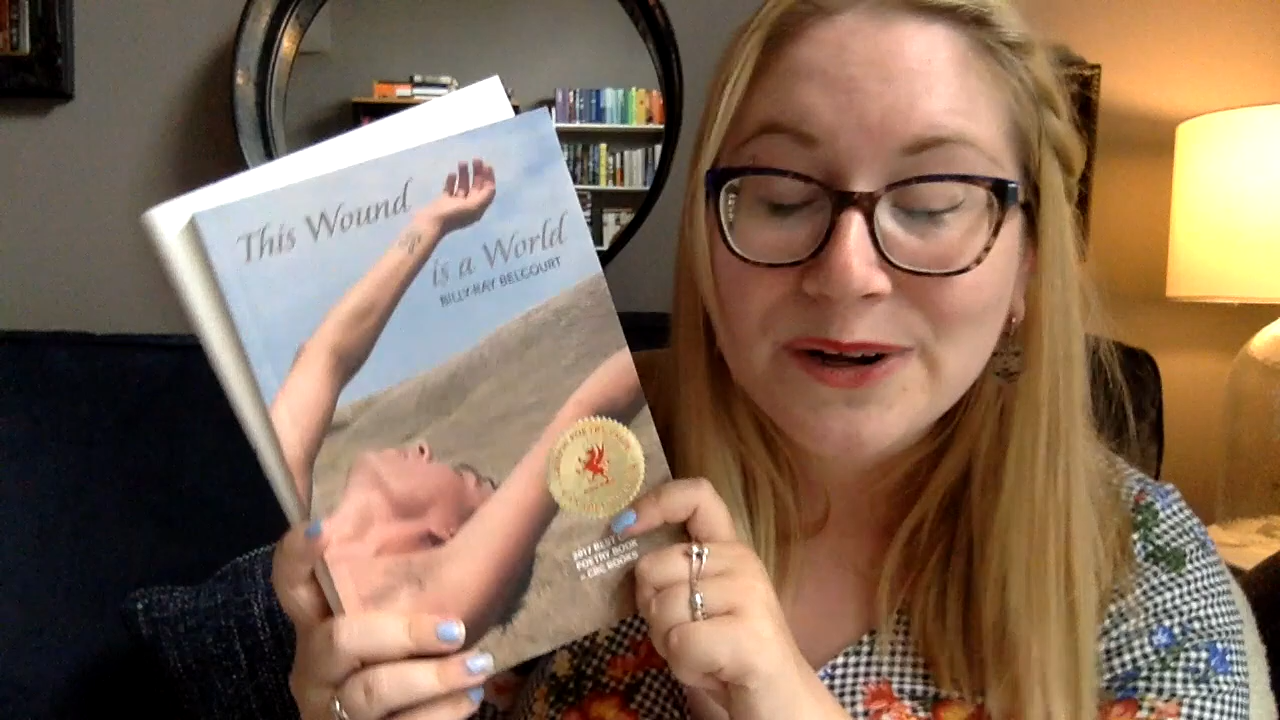 This Wound
is a World
BILLY-RAY BELCOURT
2017 BEST
POETRY BOOK
CBC BOOKS